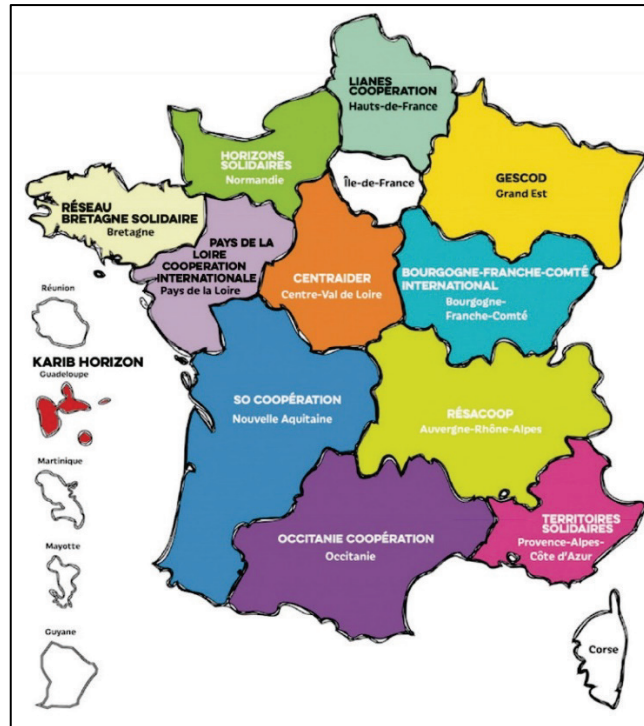 LIANES
COOPÉRATION
Hauts-de-France
HORIZONS
SOLIDAIRES
Normandie
Île-de-France
GESCOD
Grand Est
RÉSEAU
BRETAGNE SOLIDAIRE
Bretagne
PAYS DE LA
LOIRE
COOPERATION
INTERNATIONALE
Pays de la Loire
CENTRAIDER
Centre-Val de Loire
BOURGOGNE-FRANCHE-COMTÉ
INTERNATIONAL
Bourgogne-
Franche-Comté
Réunion
KARIB HORIZON
Guadeloupe
SO COOPÉRATION
Nouvelle Aquitaine
RÉSACOOP
Auvergne-Rhône-Alpes
Martinique
OCCITANIE COOPÉRATION
Occitanie
TERRITOIRES
SOLIDAIRES
Provence-Alpes-
Côte d'Azur
Mayotte
Guyane
Corse